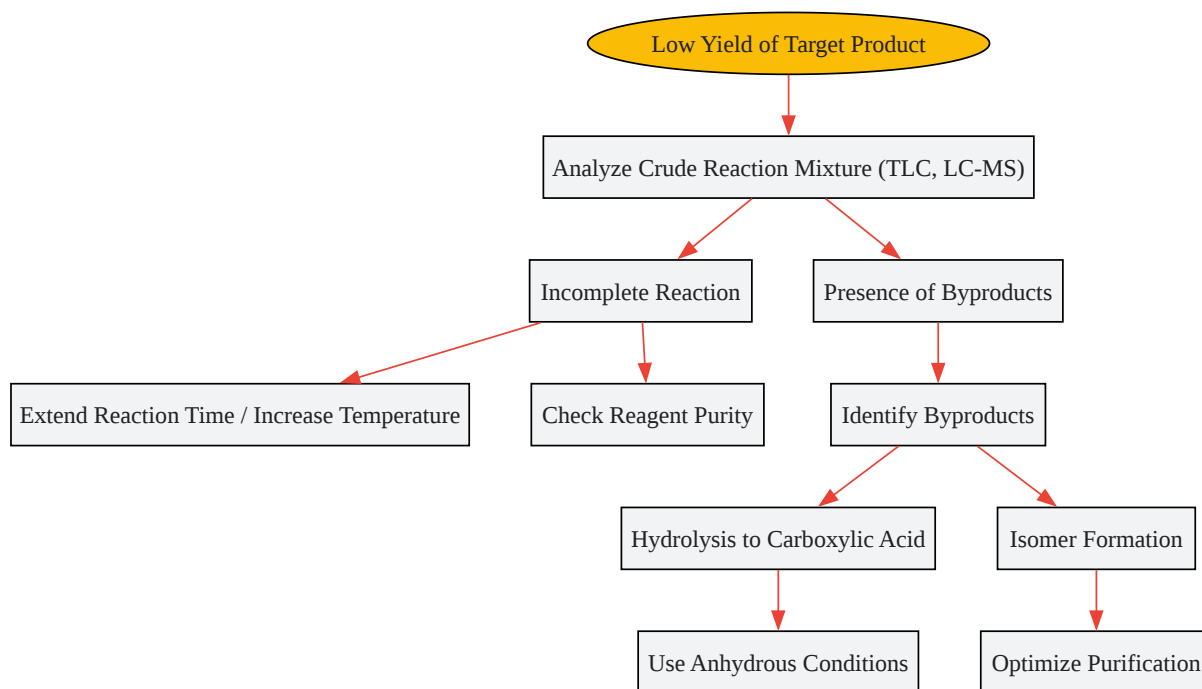 Low Yield of Target Product
Analyze Crude Reaction Mixture (TLC, LC-MS)
Incomplete Reaction
Presence of Byproducts
Extend Reaction Time / Increase Temperature
Check Reagent Purity
Identify Byproducts
Hydrolysis to Carboxylic Acid
Isomer Formation
Use Anhydrous Conditions
Optimize Purification